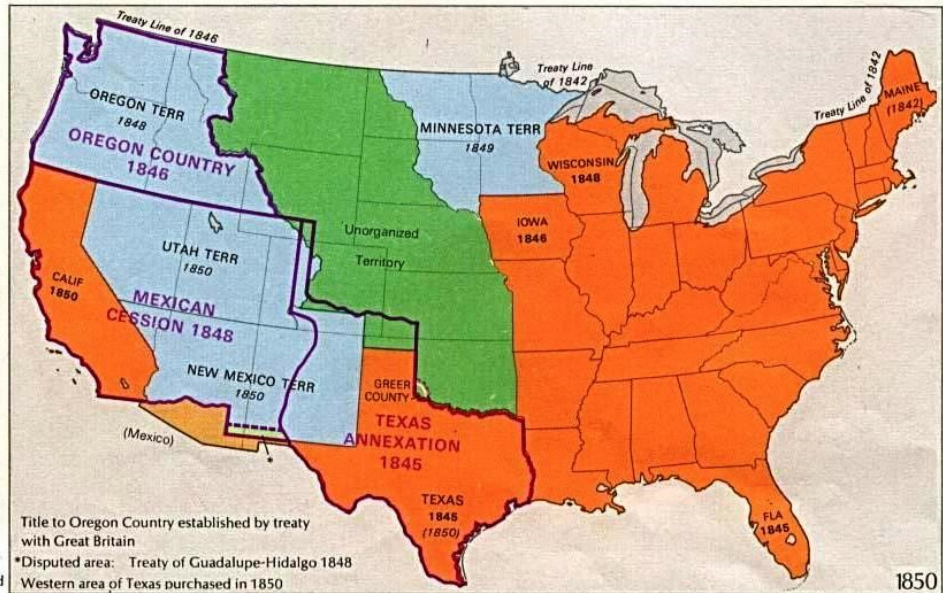 Treaty Line of 1846
OREGON TERR
1848
OREGON COUNTRY
1846
MINNESOTA TERR
1849
Treaty Line
of 1842
Treaty Line of 1842
MAINE
(1842)
WISCONSIN
1848
IOWA
1846
Unorganized
Territory
UTAH TERR
1850
CALIF
1850
MEXICAN
CESSION 1848
NEW MEXICO TERR
1850
GREER
COUNTY
TEXAS
ANNEXATION
1845
(Mexico)
*
TEXAS
1845
(1850)
FLA
1845
Title to Oregon Country established by treaty
with Great Britain
*Disputed area: Treaty of Guadalupe-Hidalgo 1848
Western area of Texas purchased in 1850
1850